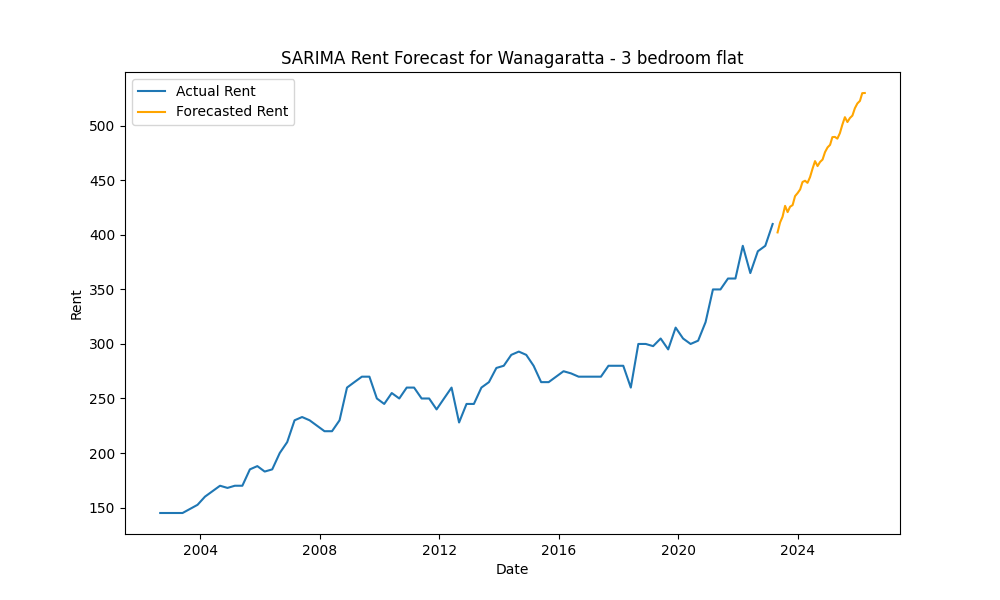 SARIMA Rent Forecast for Wanagaratta - 3 bedroom flat
Actual Rent
Forecasted Rent
500
450
400
350
300
250
200
150
Rent
2004 2008 2012 2016 2020 2024
Date